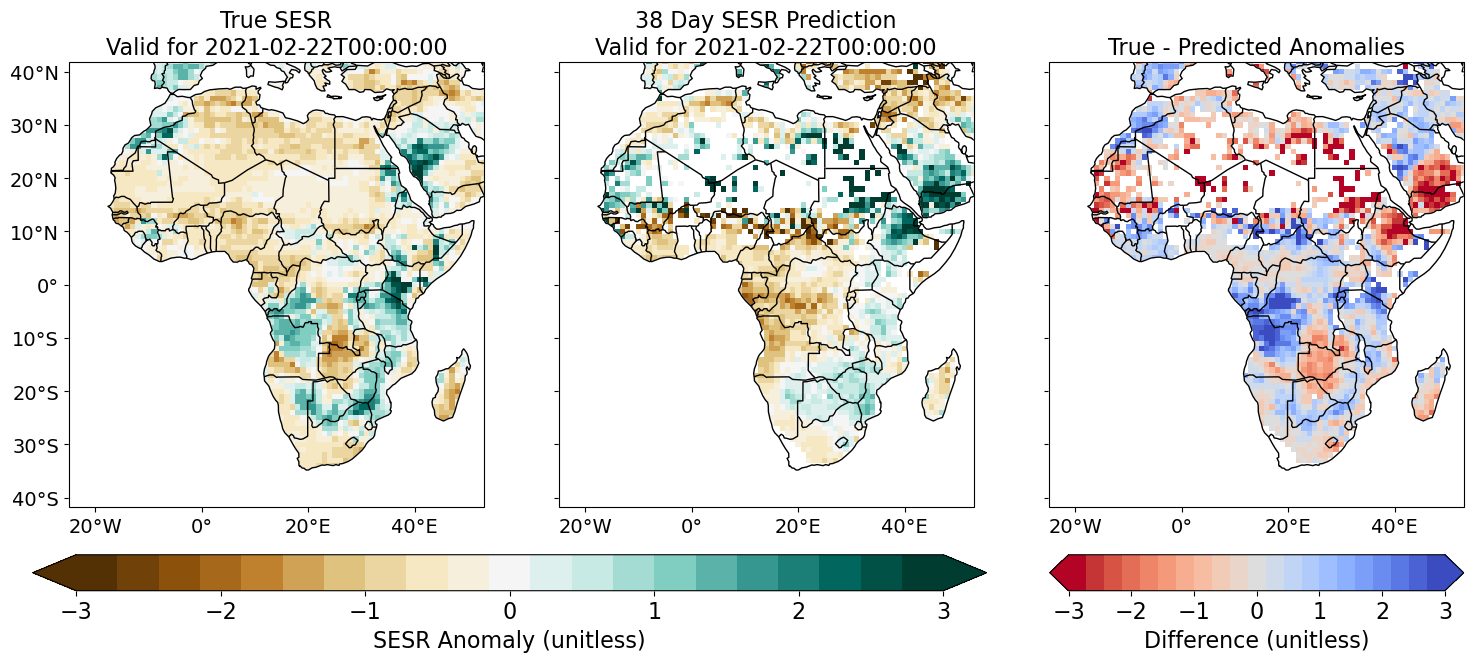 True SESR
Valid for 2021-02-22T00:00:00
38 Day SESR Prediction
Valid for 2021-02-22T00:00:00
True - Predicted Anomalies
40°N
30°N
20°N
10°N
0°
10°S
20°S
30°S
40°S
20°W 0° 20°E 40°E
20°W 0° 20°E 40°E
20°W 0° 20°E 40°E
−3 −2 −1 0 1 2 3
SESR Anomaly (unitless)
−3 −2 −1 0 1 2 3
Difference (unitless)